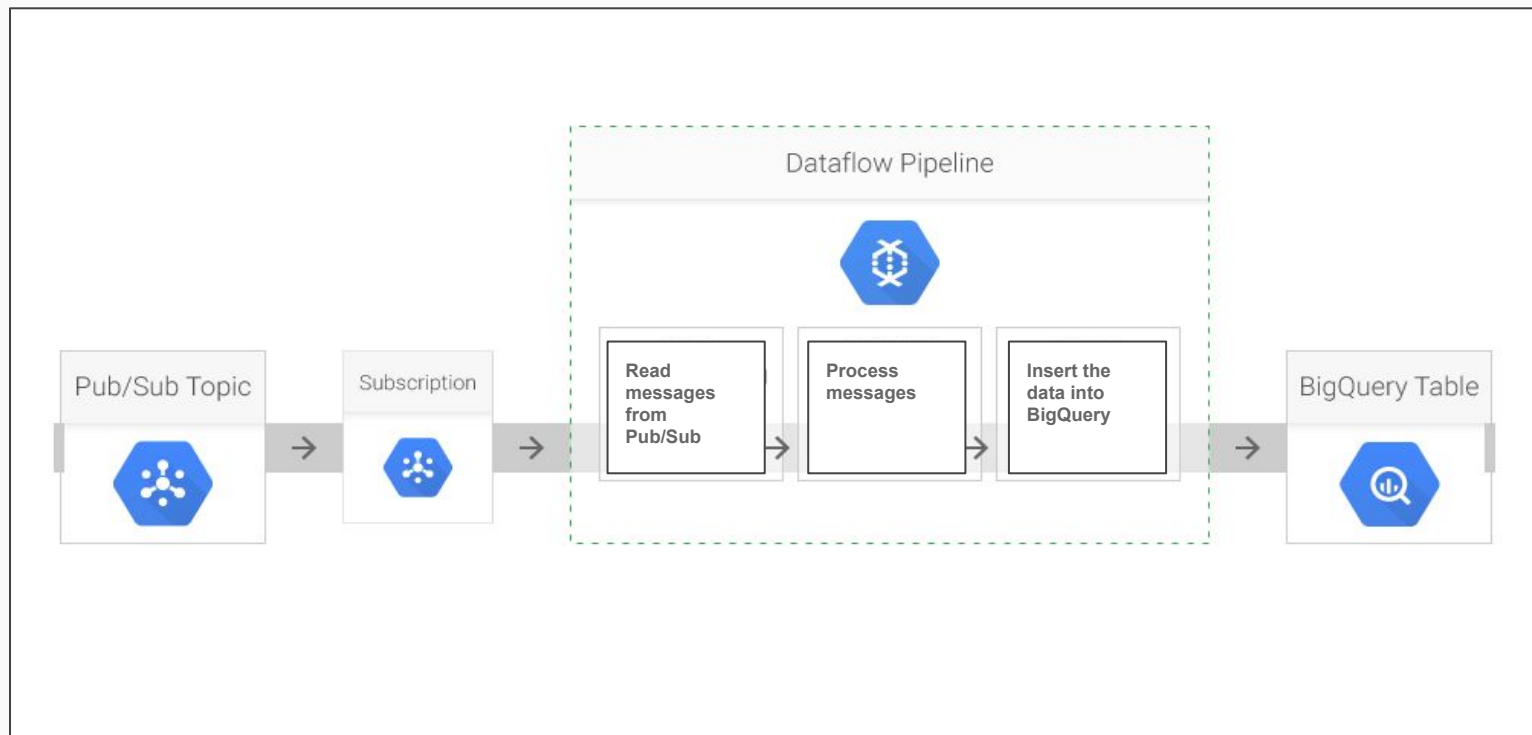 Dataflow Pipeline
Pub/Sub Topic
Subscription
Read
messages
from
Pub/Sub
Process
messages
Insert the
data into
BigQuery
BigQuery Table